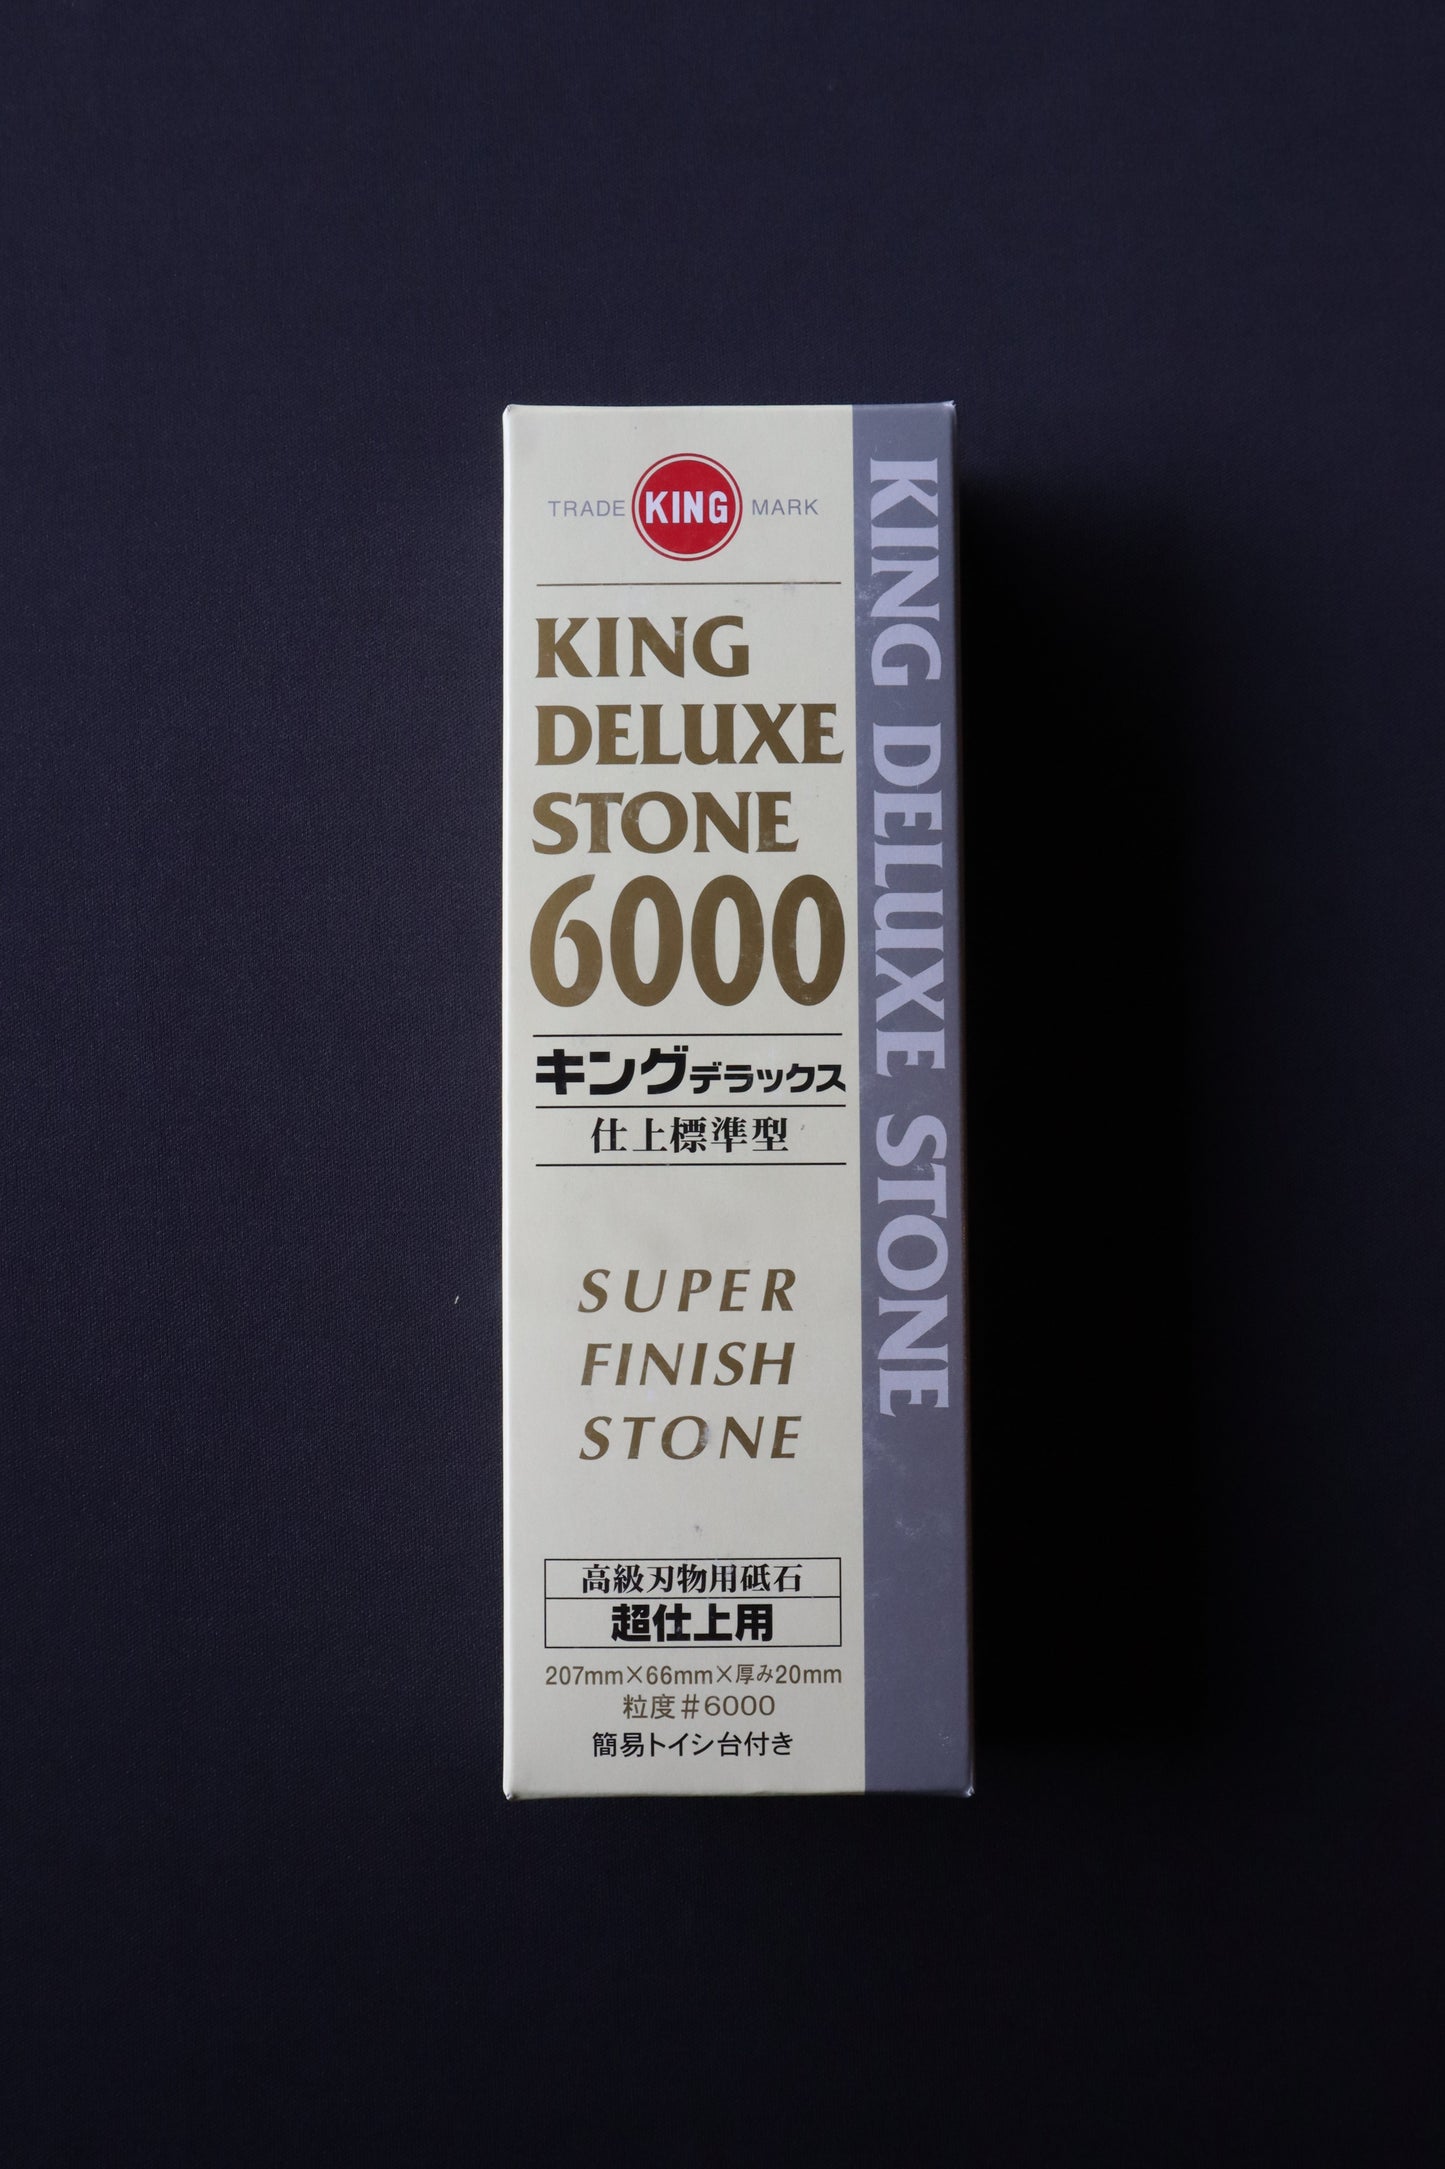 TRADE KING MARK
KING
DELUXE
STONE
6000
キングデラックス
仕上標準型
SUPER
FINISH
STONE
高級刃物用砥石
超仕上用
207mm×66mm×厚み20mm
粒度#6000
簡易トイシ台付き
KING DELUXE STONE